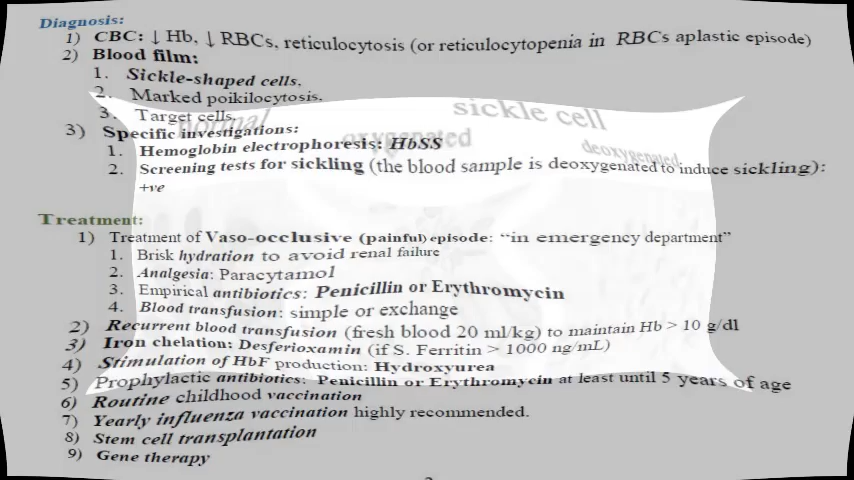 Diagnosis:
1) CBC: ↓ Hb, ↓ RBCs, reticulocytosis (or reticulocytopenia in RBCs aplastic episode)
2) Blood film:
1. Sickle-shaped cells.
2. Marked poikilocytosis.
3. Target cells.
normal
oxygenated
sickle cell
deoxygenated
3) Specific investigations:
1. Hemoglobin electrophoresis: HbSS
2. Screening tests for sickling (the blood sample is deoxygenated to induce sickling):
+ve
Treatment:
1) Treatment of Vaso-occlusive (painful) episode: "in emergency department"
1. Brisk hydration to avoid renal failure
2. Analgesia: Paracytamol
3. Empirical antibiotics: Penicillin or Erythromycin
4. Blood transfusion: simple or exchange
2) Recurrent blood transfusion (fresh blood 20 ml/kg) to maintain Hb > 10 g/dl
3) Iron chelation: Desferioxamin (if S. Ferritin > 1000 ng/mL)
4) Stimulation of HbF production: Hydroxyurea
5) Prophylactic antibiotics: Penicillin or Erythromycin at least until 5 years of age
6) Routine childhood vaccination
7) Yearly influenza vaccination highly recommended.
8) Stem cell transplantation
9) Gene therapy